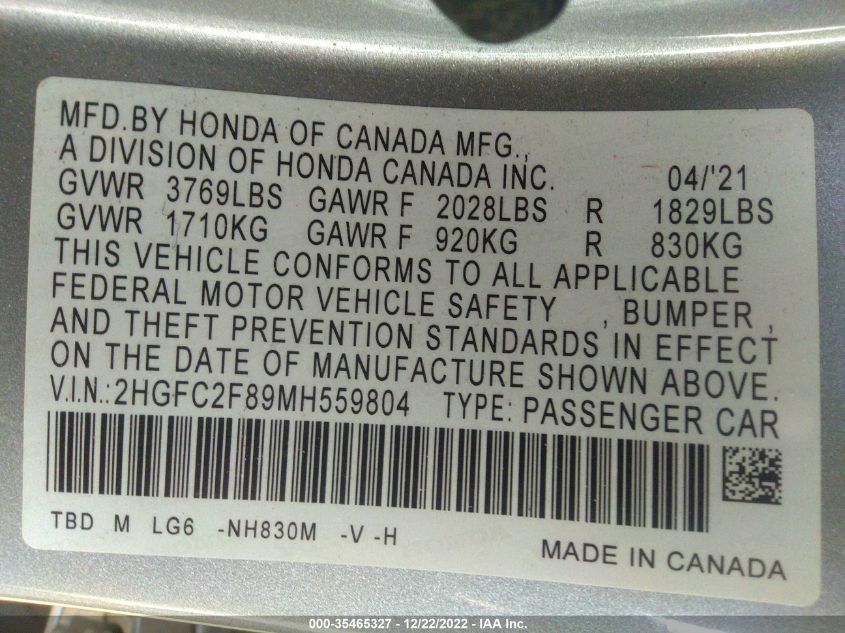 MFD.BY HONDA OF CANADA MFG.,
A DIVISION OF HONDA CANADA INC. 04/'21
GVWR 3769LBS GAWR F 2028LBS R 1829LBS
GVWR 1710KG GAWR F 920KG R 830KG
THIS VEHICLE CONFORMS TO ALL APPLICABLE
FEDERAL MOTOR VEHICLE SAFETY , BUMPER ,
AND THEFT PREVENTION STANDARDS IN EFFECT
ON THE DATE OF MANUFACTURE SHOWN ABOVE.
V.I.N.:2HGFC2F89MH559804 TYPE: PASSENGER CAR
TBD M LG6 -NH830M -V -H
MADE IN CANADA
000-35465327 - 12/22/2022 - IAA Inc.